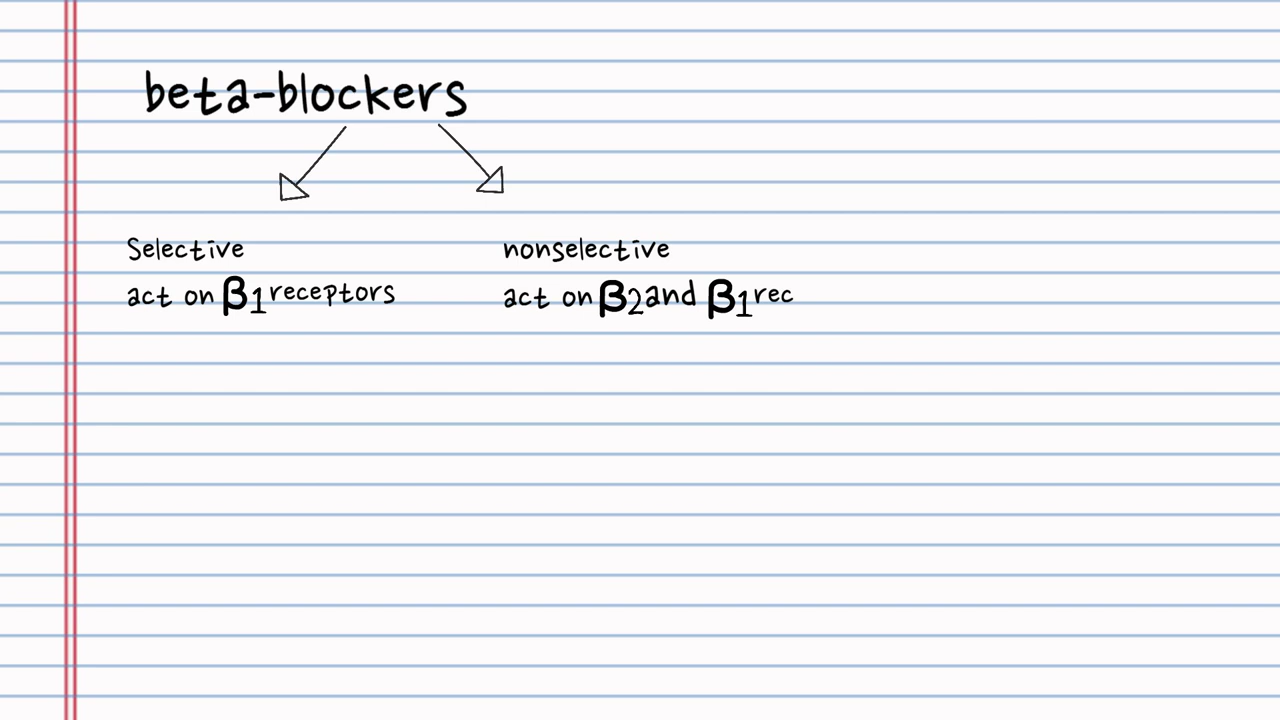 beta-blockers
Selective
act on β1 receptors
nonselective
act on β2 and β1 rec